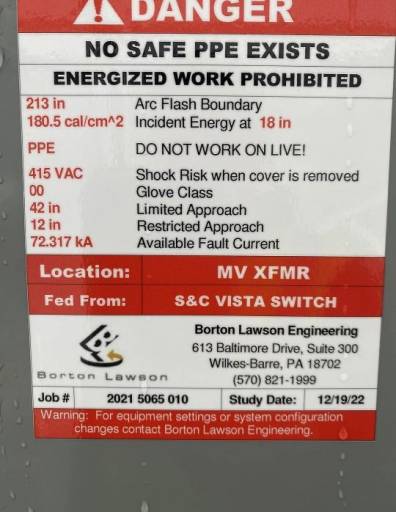 DANGER
NO SAFE PPE EXISTS
ENERGIZED WORK PROHIBITED
213 in Arc Flash Boundary
180.5 cal/cm^2 Incident Energy at 18 in
PPE DO NOT WORK ON LIVE!
415 VAC Shock Risk when cover is removed
00 Glove Class
42 in Limited Approach
12 in Restricted Approach
72.317 kA Available Fault Current
Location: MV XFMR
Fed From: S&C VISTA SWITCH
Borton Lawson Engineering
613 Baltimore Drive, Suite 300
Wilkes-Barre, PA 18702
(570) 821-1999
Borton Lawson
Job # 2021 5065 010 Study Date: 12/19/22
Warning: For equipment settings or system configuration
changes contact Borton Lawson Engineering.